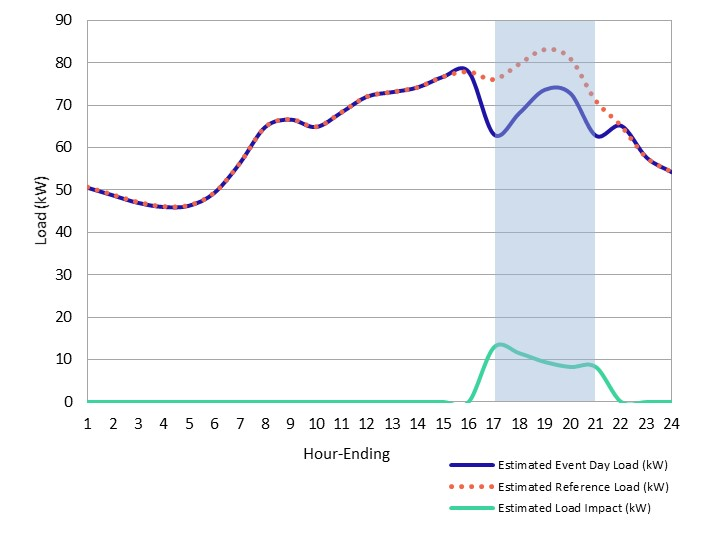 90
80
70
60
50
40
30
20
10
0
Load (kW)
1 2 3 4 5 6 7 8 9 10 11 12 13 14 15 16 17 18 19 20 21 22 23 24
Hour-Ending
Estimated Event Day Load (kW)
Estimated Reference Load (kW)
Estimated Load Impact (kW)